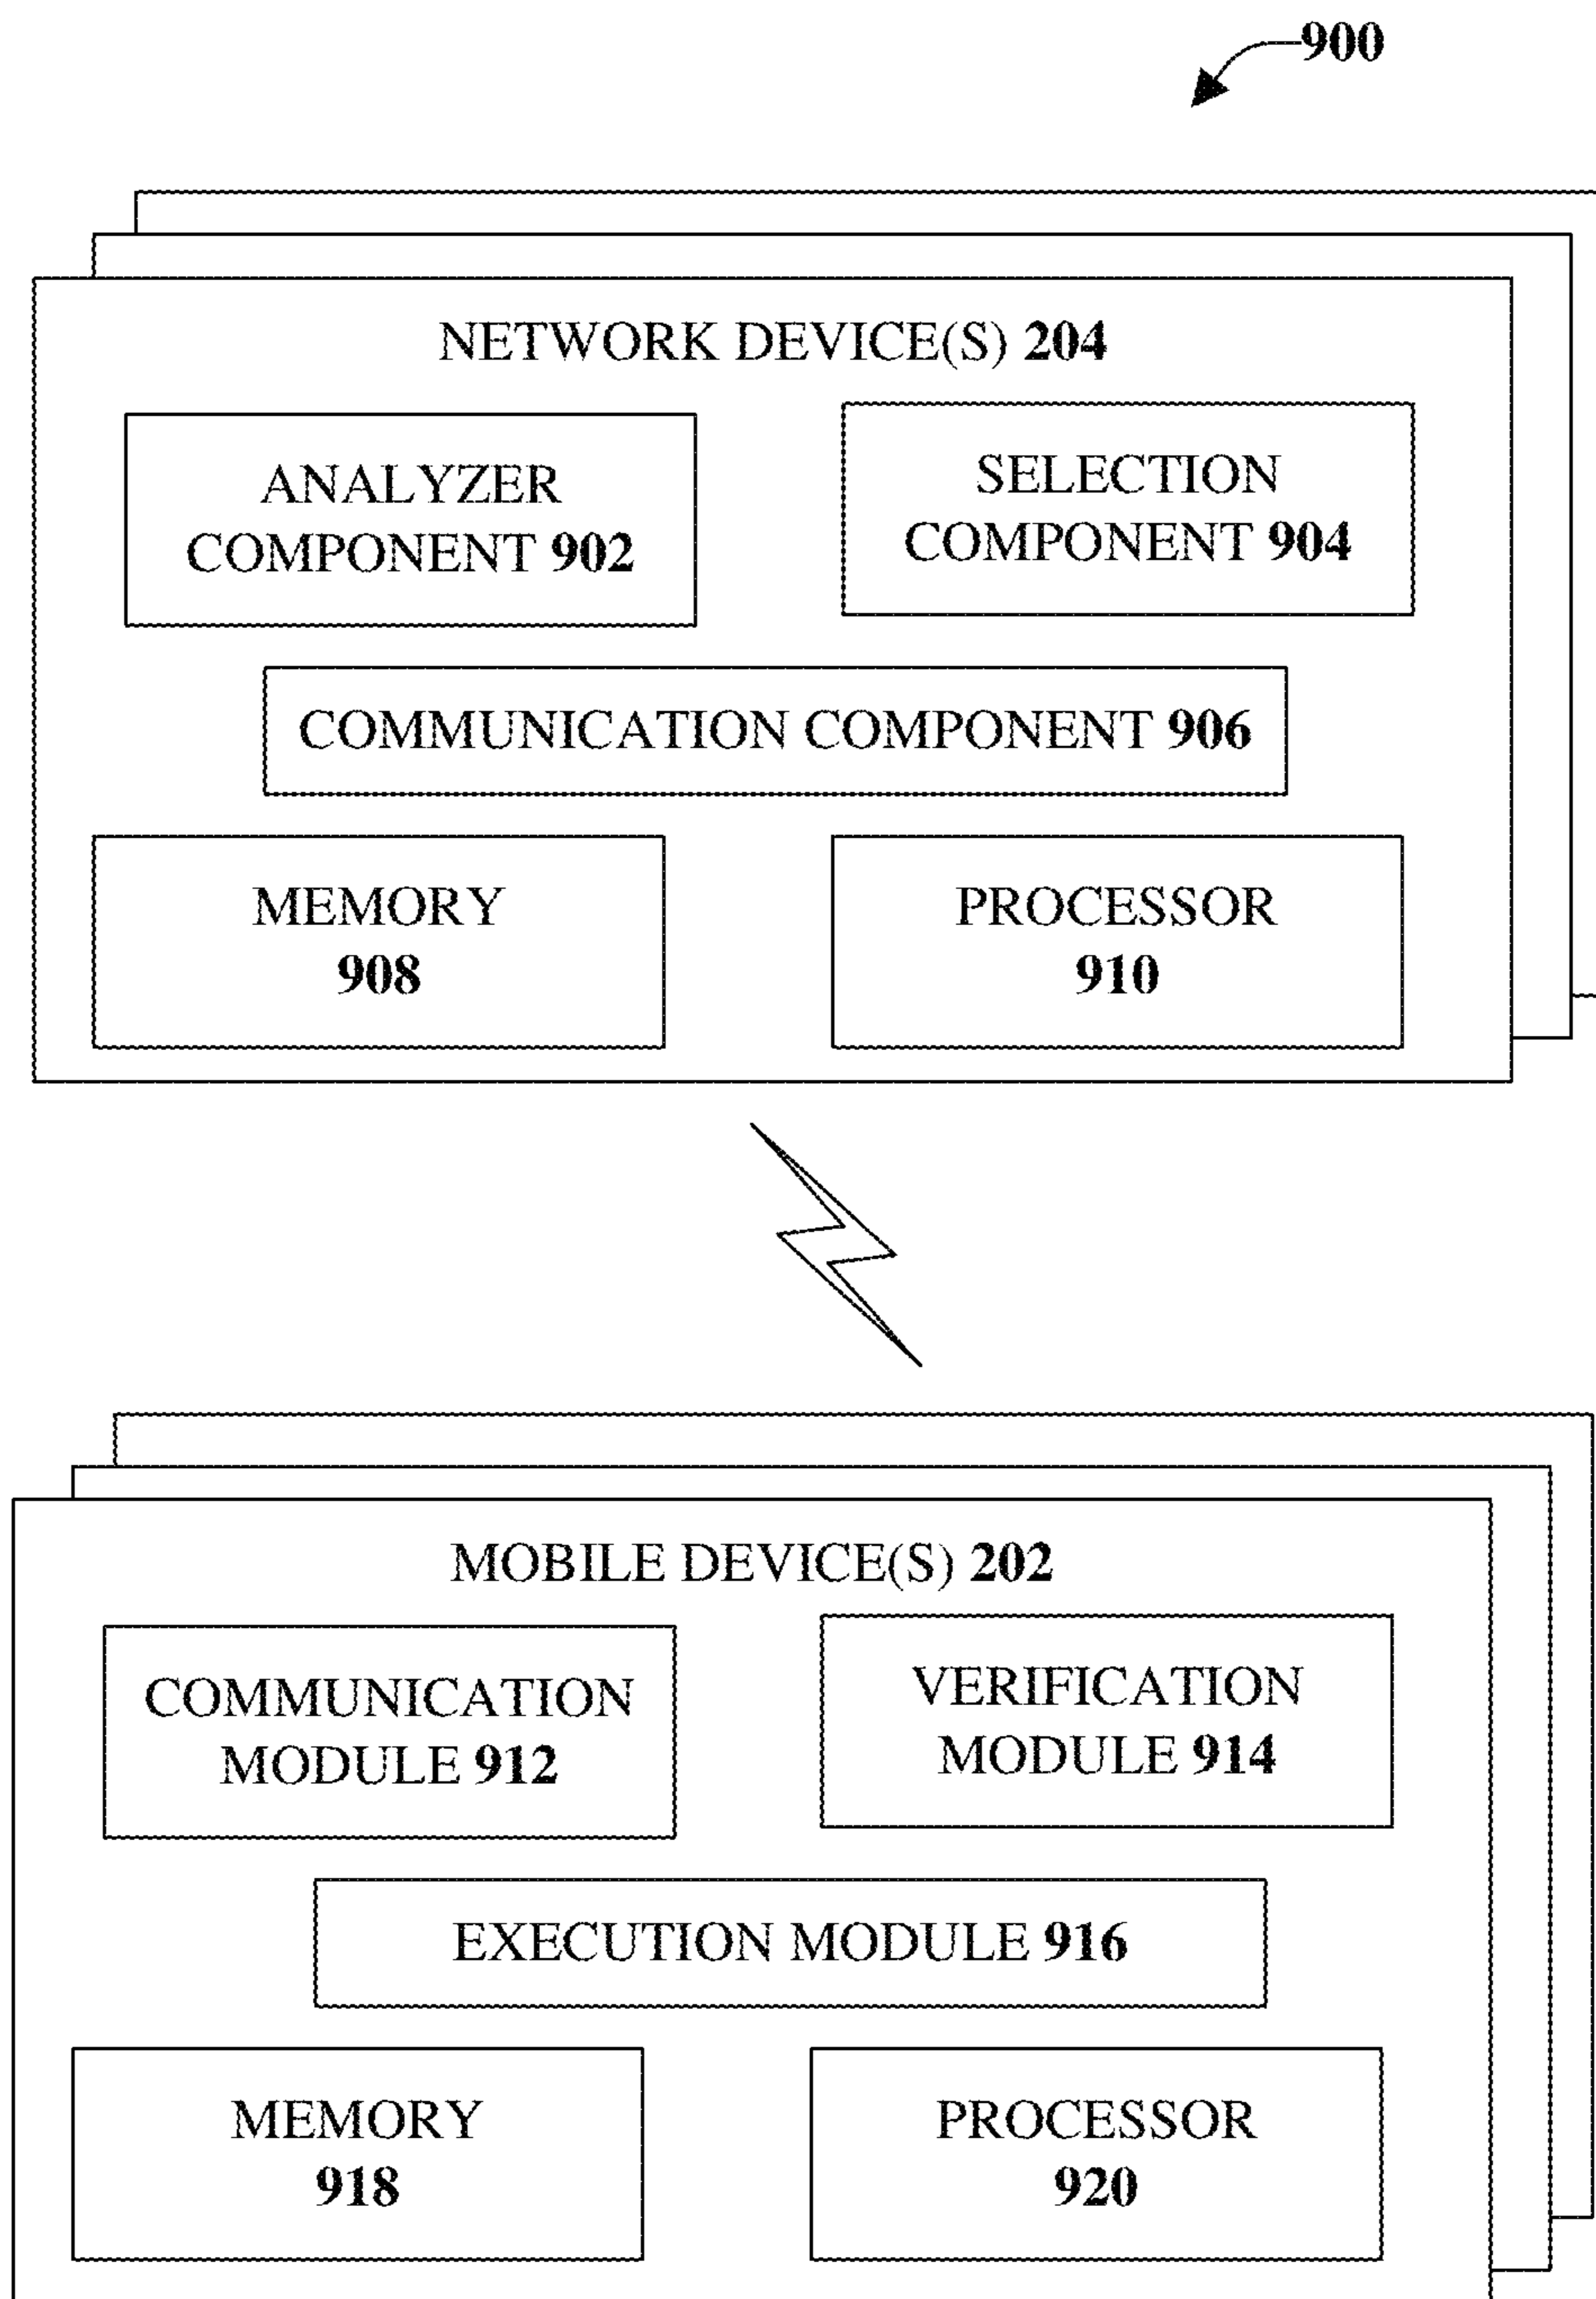 900
NETWORK DEVICE(S) 204
ANALYZER
COMPONENT 902
SELECTION
COMPONENT 904
COMMUNICATION COMPONENT 906
MEMORY
908
PROCESSOR
910
MOBILE DEVICE(S) 202
COMMUNICATION
MODULE 912
VERIFICATION
MODULE 914
EXECUTION MODULE 916
MEMORY
918
PROCESSOR
920